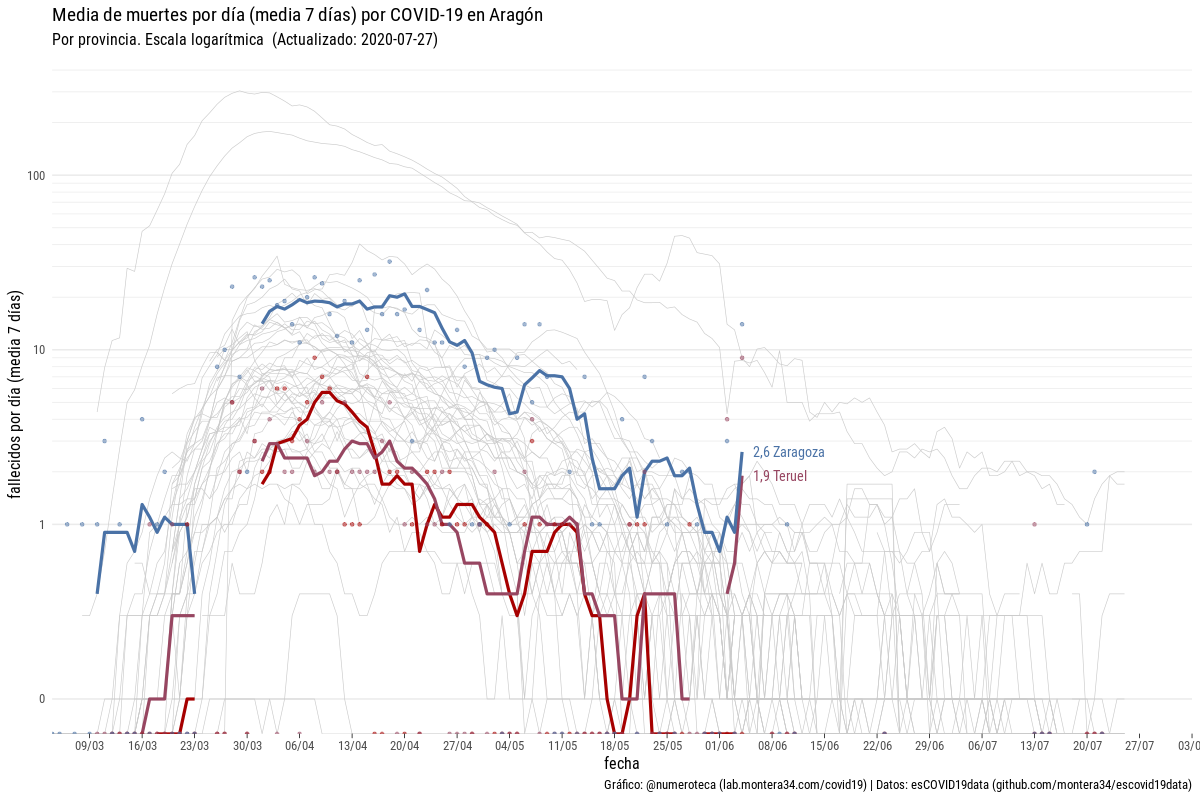 Media de muertes por día (media 7 días) por COVID-19 en Aragón
Por provincia. Escala logarítmica (Actualizado: 2020-07-27)
fallecidos por día (media 7 días)
100
10
1
0
2,6 Zaragoza
1,9 Teruel
09/03 16/03 23/03 30/03 06/04 13/04 20/04 27/04 04/05 11/05 18/05 25/05 01/06 08/06 15/06 22/06 29/06 06/07 13/07 20/07 27/07 03/0
fecha
Gráfico: @numeroteca (lab.montera34.com/covid19) | Datos: esCOVID19data (github.com/montera34/escovid19data)